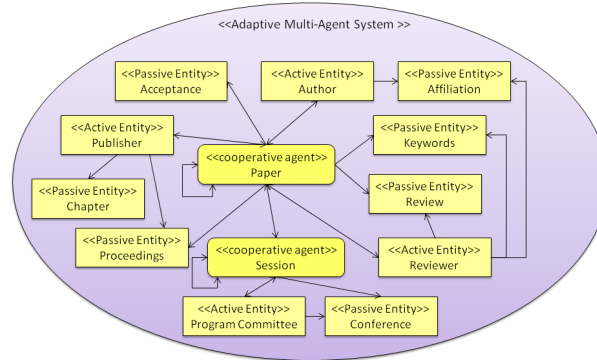 <<Adaptive Multi-Agent System >>
<<Passive Entity>>
Acceptance
<<Active Entity>>
Author
<<Passive Entity>>
Affiliation
<<Active Entity>>
Publisher
<<Passive Entity>>
Keywords
<<cooperative agent>>
Paper
<<Passive Entity>>
Chapter
<<Passive Entity>>
Review
<<Passive Entity>>
Proceedings
<<cooperative agent>>
Session
<<Active Entity>>
Reviewer
<<Active Entity>>
Program Committee
<<Passive Entity>>
Conference